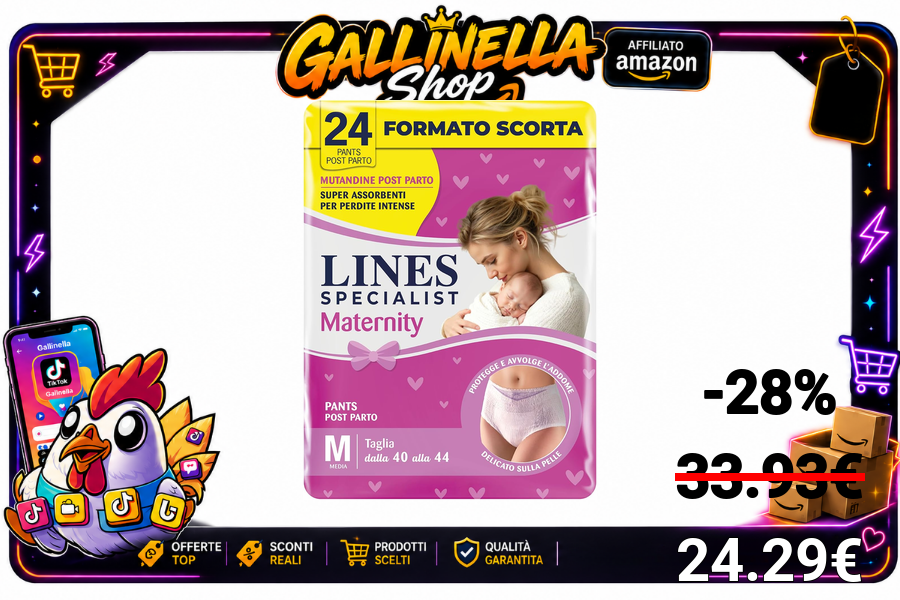 GALLINELLA
Shop
AFFILIATO
amazon
24
PANTS
POST PARTO
FORMATO SCORTA
MUTANDINE POST PARTO
SUPER ASSORBENTI
PER PERDITE INTENSE
LINES
SPECIALIST
Maternity
PROTEGGE E AVVOLGE L'ADDOME
DELICATO SULLA PELLE
PANTS
POST PARTO
M
MEDIA
Taglia
dalla 40 alla 44
Gallinella
TikTok
Gallinella
-28%
33.93€
24.29€
OFFERTE
TOP
SCONTI
REALI
PRODOTTI
SCELTI
QUALITÀ
GARANTITA